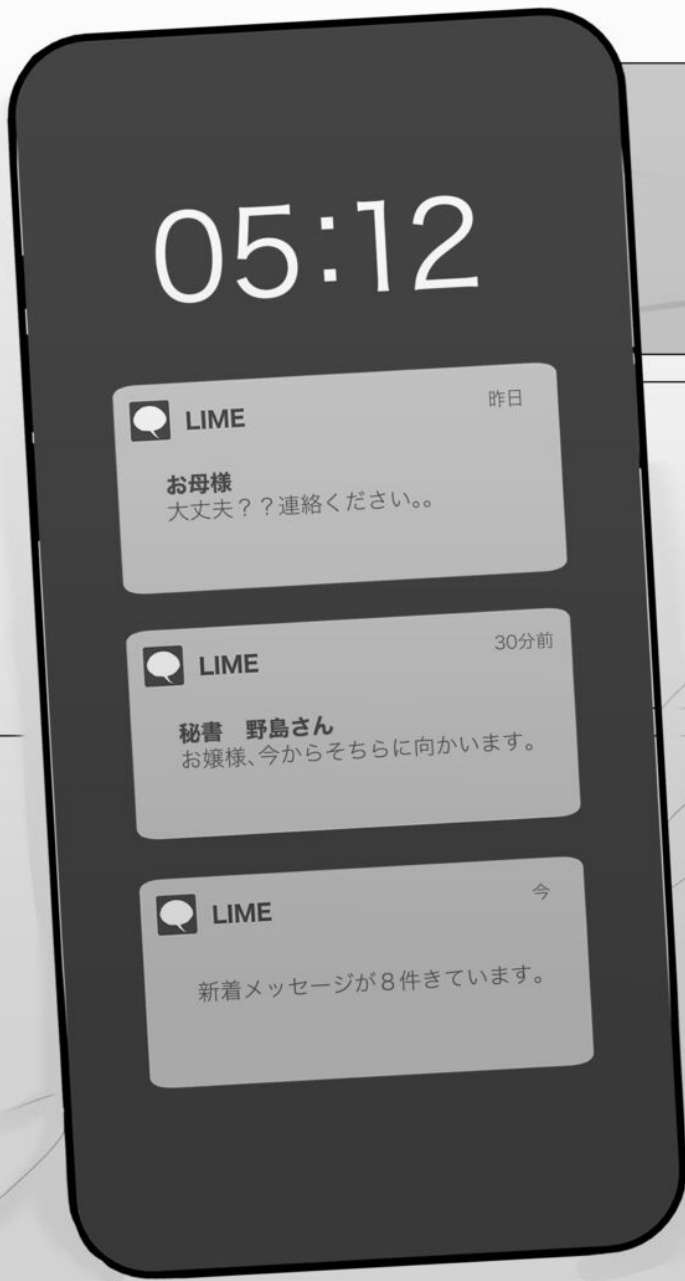 05:12
LIME 昨日
お母様
大丈夫？？連絡ください。。
LIME 30分前
秘書　野島さん
お嬢様、今からそちらに向かいます。
LIME 今
新着メッセージが８件きています。